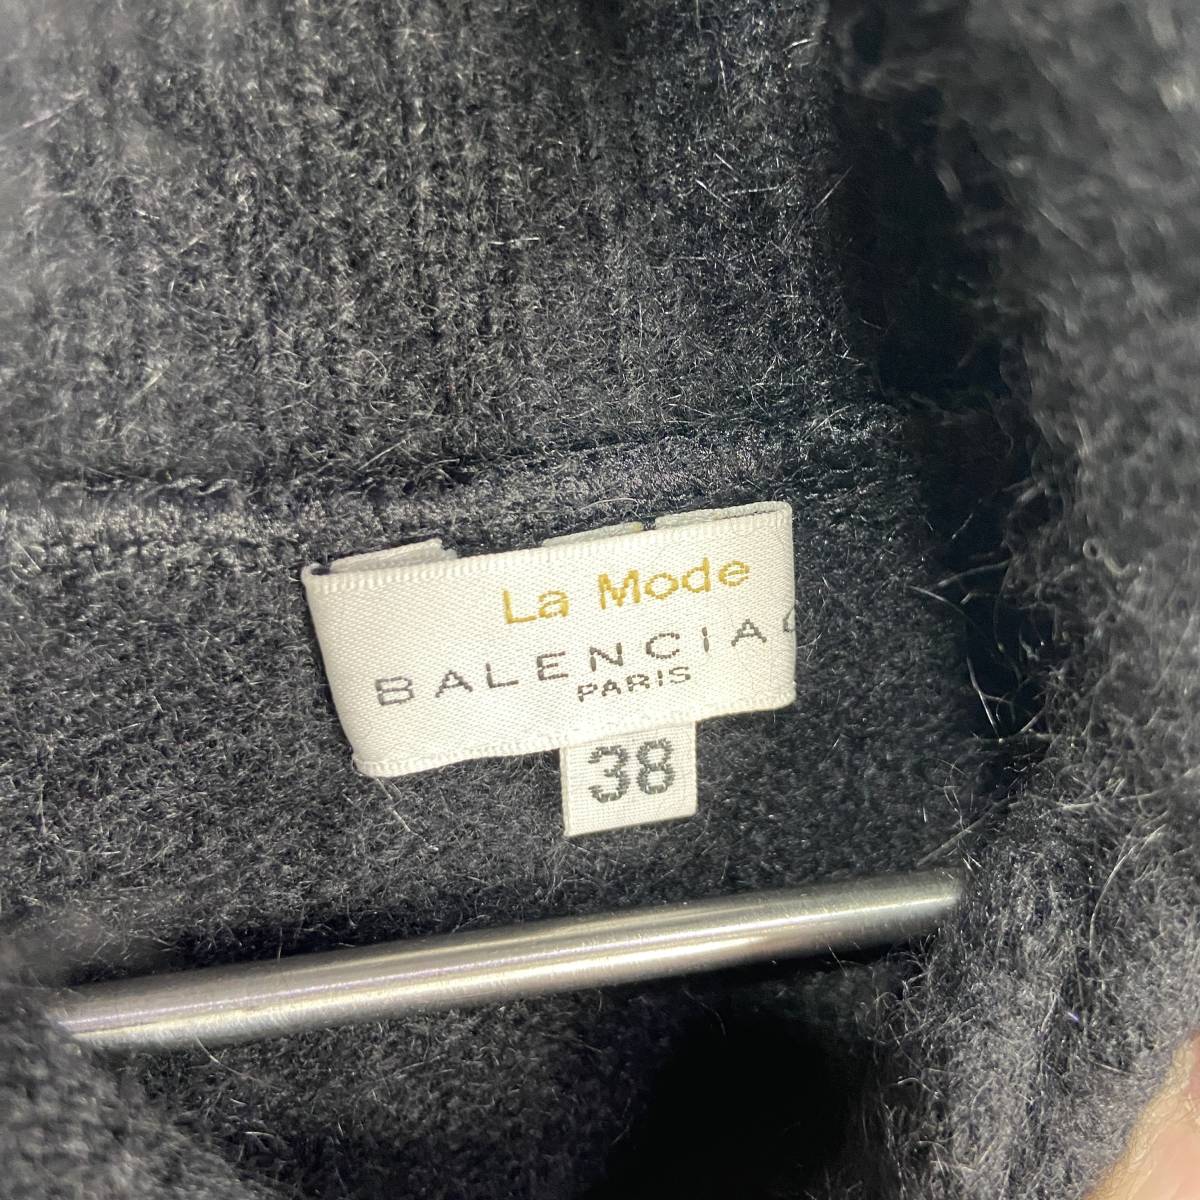 La Mode
BALENCIAG
PARIS
38